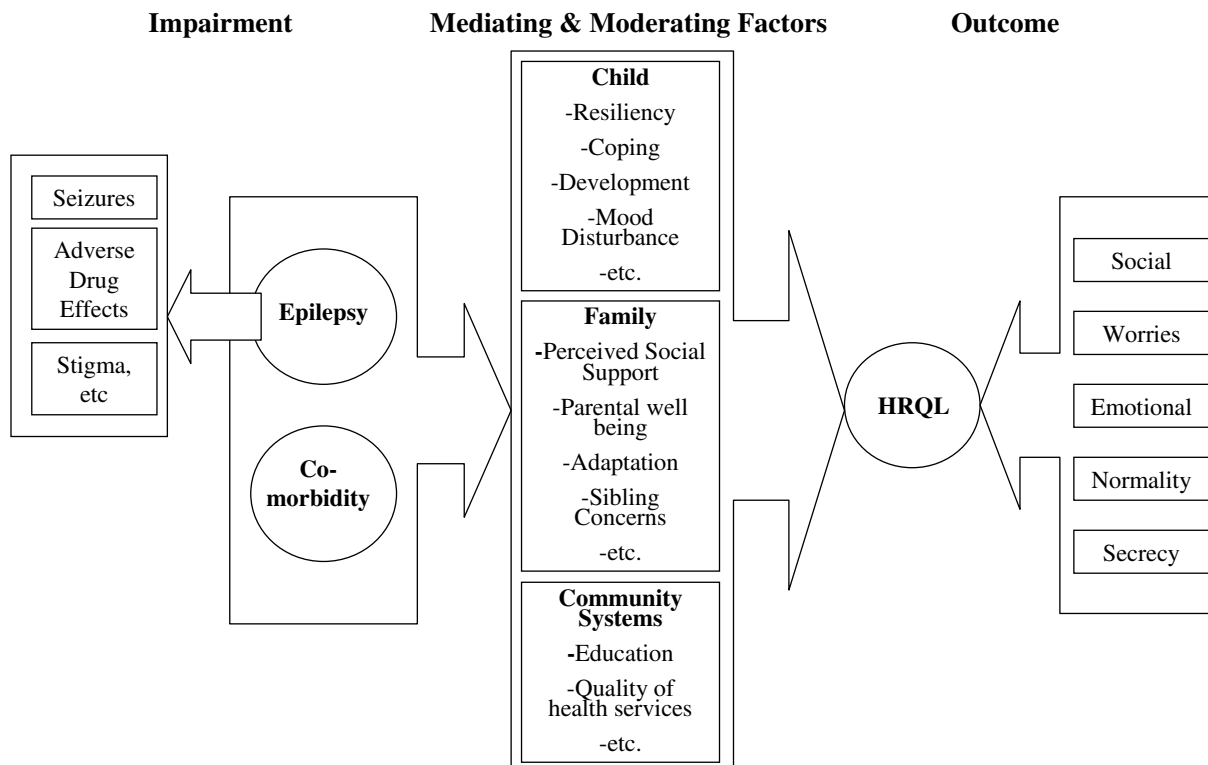 Impairment
Mediating & Moderating Factors
Outcome
Seizures
Adverse
Drug
Effects
Stigma,
etc
Epilepsy
Co-
morbidity
Child
-Resiliency
-Coping
-Development
-Mood
Disturbance
-etc.
Family
-Perceived Social
Support
-Parental well
being
-Adaptation
-Sibling
Concerns
-etc.
Community
Systems
-Education
-Quality of
health services
-etc.
HRQL
Social
Worries
Emotional
Normality
Secrecy